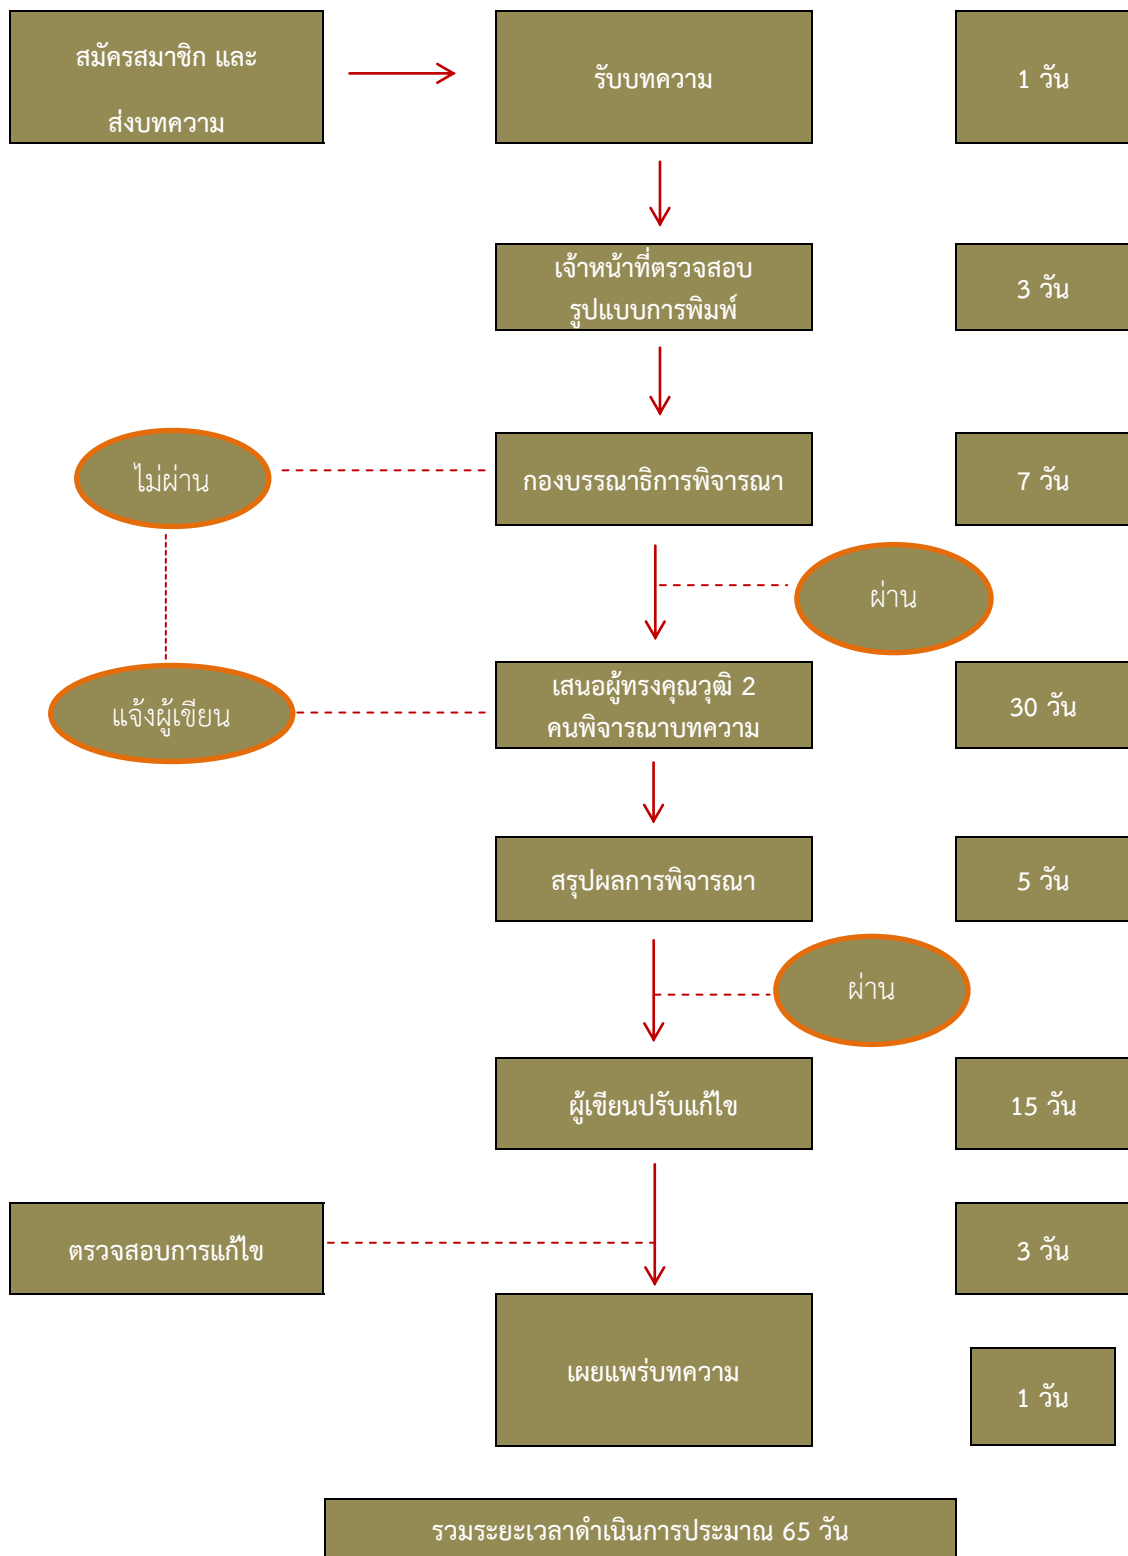 สมัครสมาชิก และ
ส่งบทความ
รับบทความ
1 วัน
เจ้าหน้าที่ตรวจสอบ
รูปแบบการพิมพ์
3 วัน
ไม่ผ่าน
กองบรรณาธิการพิจารณา
7 วัน
ผ่าน
แจ้งผู้เขียน
เสนอผู้ทรงคุณวุฒิ 2
คนพิจารณาบทความ
30 วัน
สรุปผลการพิจารณา
5 วัน
ผ่าน
ผู้เขียนปรับแก้ไข
15 วัน
ตรวจสอบการแก้ไข
3 วัน
เผยแพร่บทความ
1 วัน
รวมระยะเวลาดำเนินการประมาณ 65 วัน